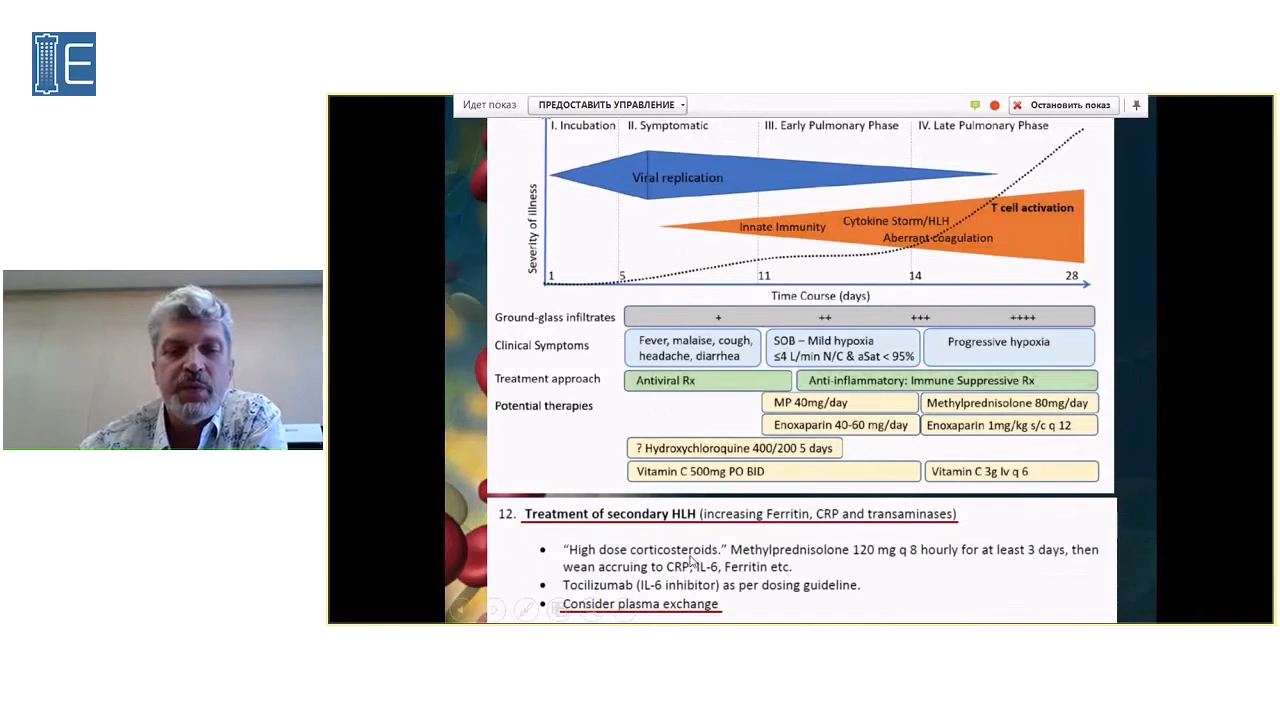 E
Идет показ
ПРЕДОСТАВИТЬ УПРАВЛЕНИЕ
Остановить показ
I. Incubation
II. Symptomatic
III. Early Pulmonary Phase
IV. Late Pulmonary Phase
Severity of illness
Viral replication
T cell activation
Innate Immunity
Cytokine Storm/HLH
Aberrant coagulation
1
5
11
14
28
Time Course (days)
Ground-glass infiltrates
+
++
+++
++++
Clinical Symptoms
Fever, malaise, cough,
headache, diarrhea
SOB – Mild hypoxia
≤4 L/min N/C & aSat < 95%
Progressive hypoxia
Treatment approach
Antiviral Rx
Anti-inflammatory: Immune Suppressive Rx
Potential therapies
MP 40mg/day
Methylprednisolone 80mg/day
Enoxaparin 40-60 mg/day
Enoxaparin 1mg/kg s/c q 12
? Hydroxychloroquine 400/200 5 days
Vitamin C 500mg PO BID
Vitamin C 3g Iv q 6
12. Treatment of secondary HLH (increasing Ferritin, CRP and transaminases)
• “High dose corticosteroids.” Methylprednisolone 120 mg q 8 hourly for at least 3 days, then
wean accruing to CRP, IL-6, Ferritin etc.
• Tocilizumab (IL-6 inhibitor) as per dosing guideline.
• Consider plasma exchange